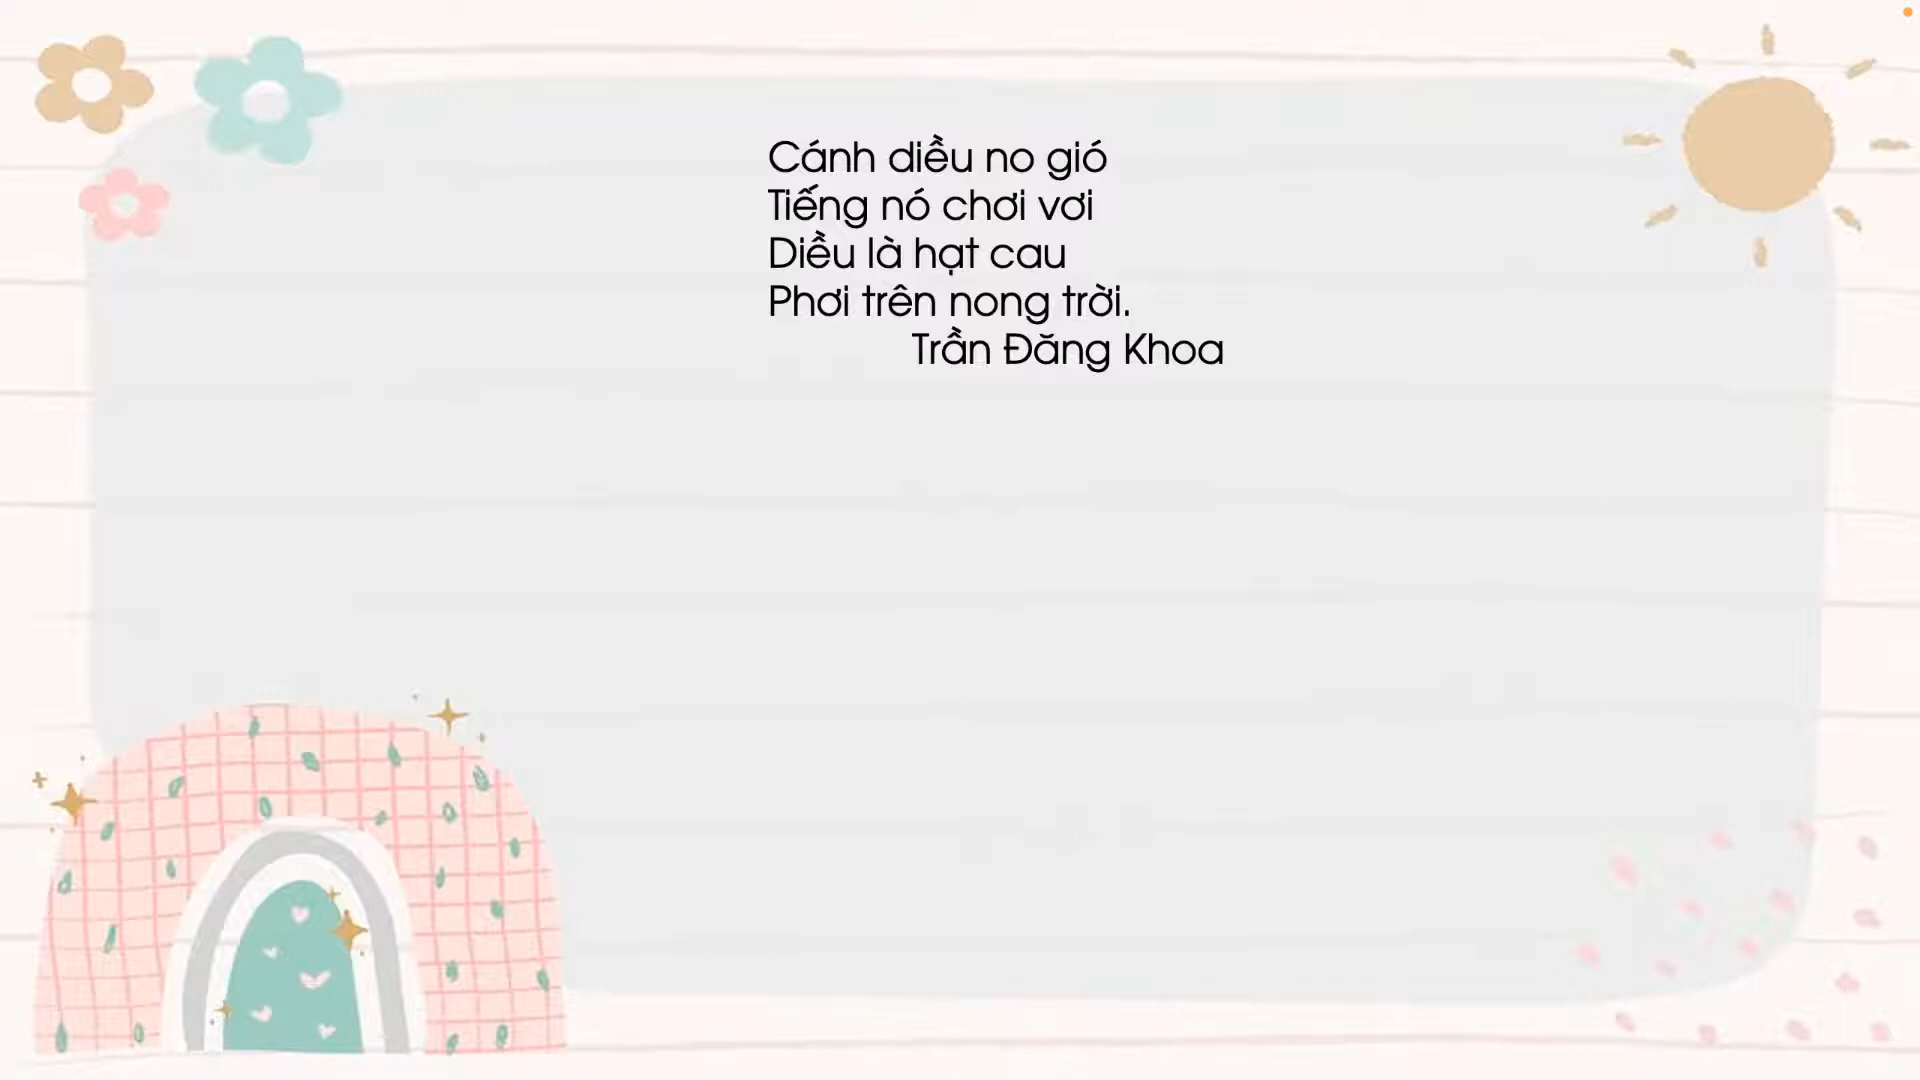 Cánh diều no gió
Tiếng nó chơi vơi
Diều là hạt cau
Phơi trên nong trời.
Trần Đăng Khoa